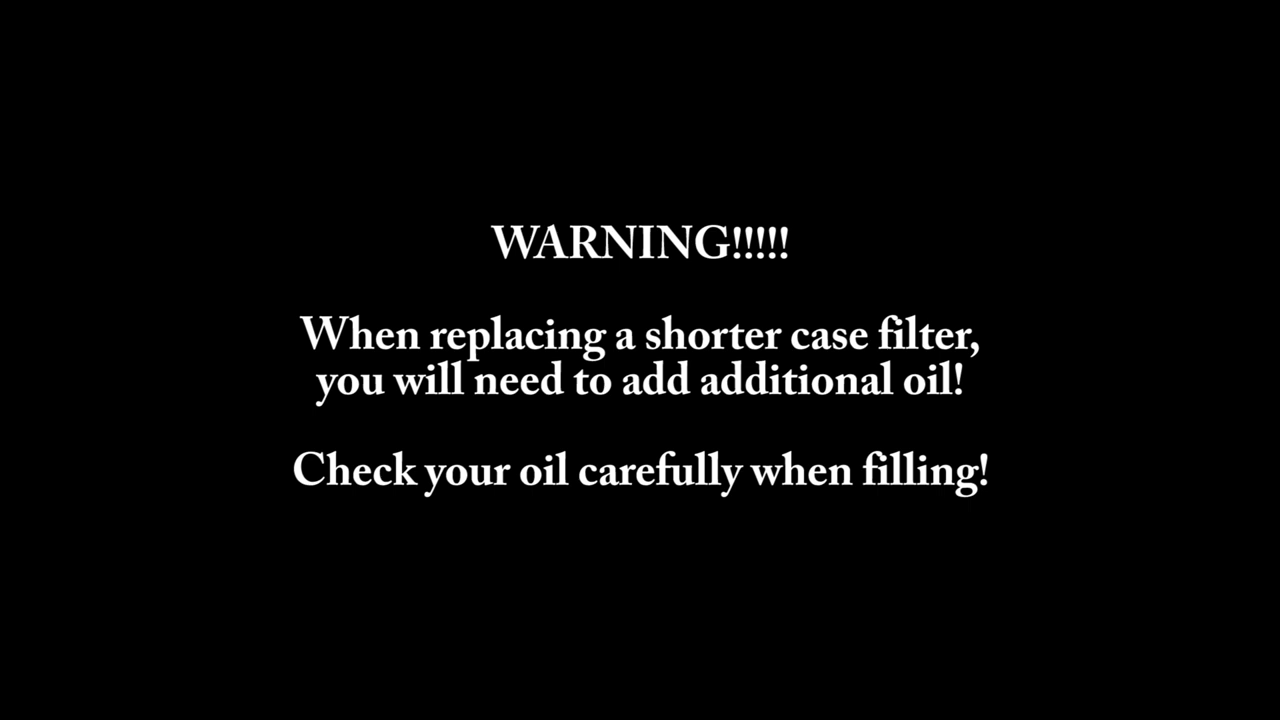 WARNING!!!!!
When replacing a shorter case filter,
you will need to add additional oil!
Check your oil carefully when filling!